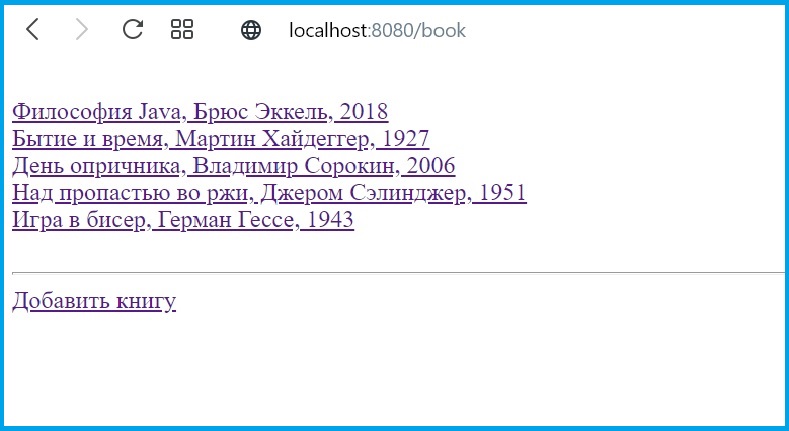 localhost:8080/book
Философия Java, Брюс Эккель, 2018
Бытие и время, Мартин Хайдеггер, 1927
День опричника, Владимир Сорокин, 2006
Над пропастью во ржи, Джером Сэлинджер, 1951
Игра в бисер, Герман Гессе, 1943
Добавить книгу